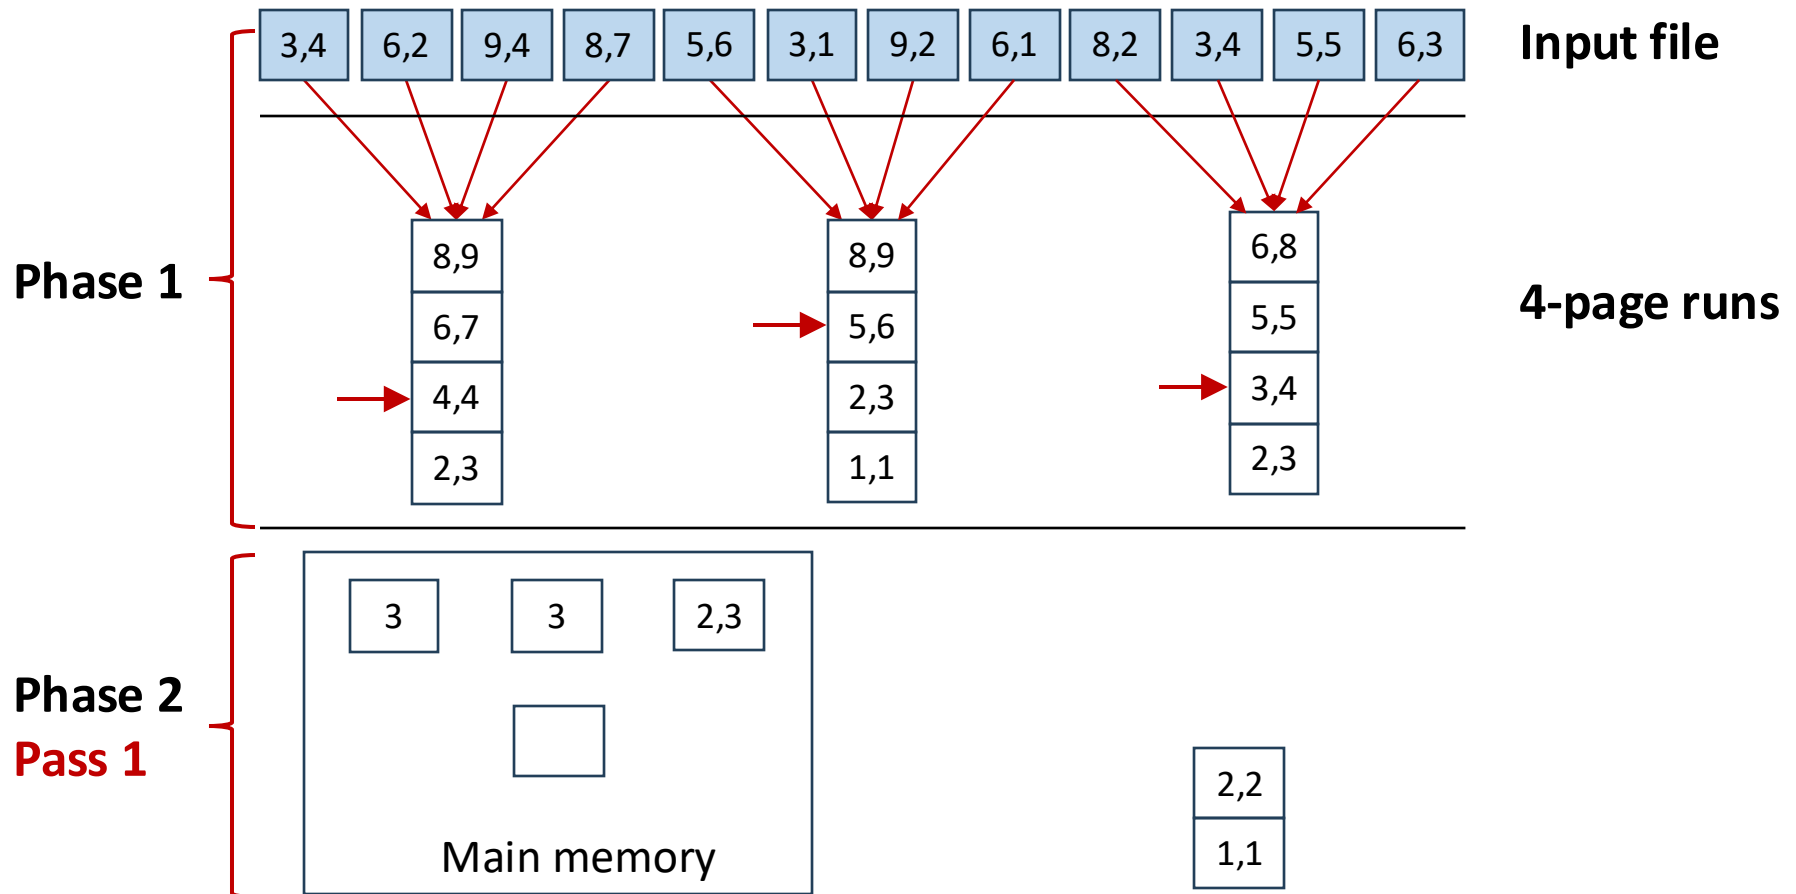 3,4 6,2 9,4 8,7 5,6 3,1 9,2 6,1 8,2 3,4 5,5 6,3 Input file
Phase 1
8,9
6,7
4,4
2,3
8,9
5,6
2,3
1,1
6,8
5,5
3,4
2,3
4-page runs
Phase 2
Pass 1
3 3 2,3
Main memory
2,2
1,1